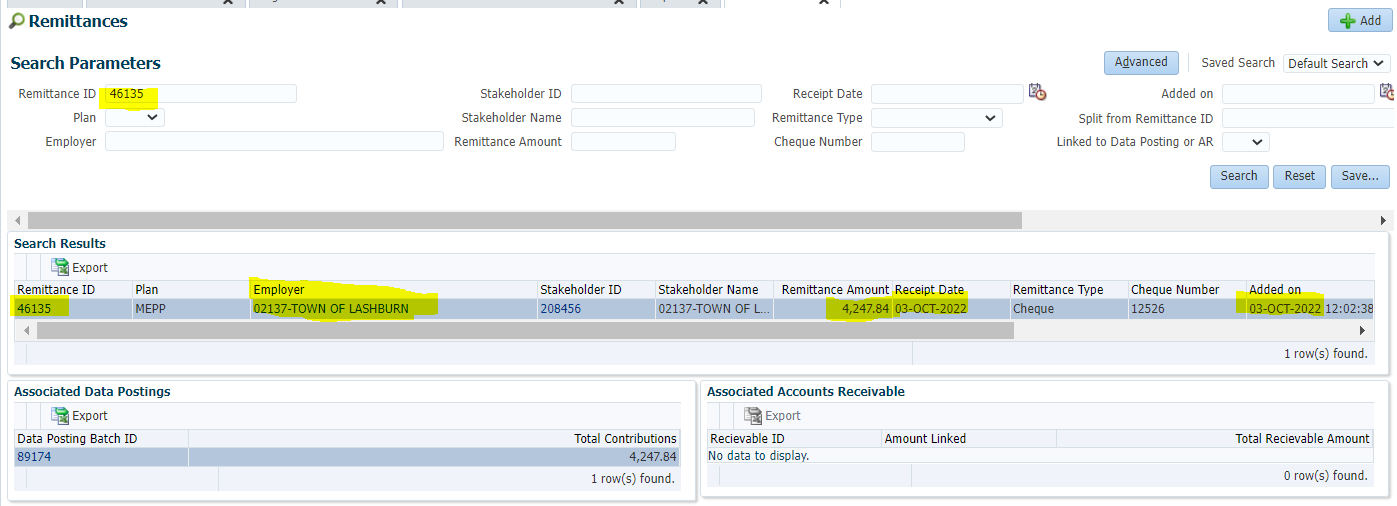 Remittances
Add
Search Parameters
Advanced Saved Search Default Search
Remittance ID 46135 Stakeholder ID Receipt Date Added on
Plan Stakeholder Name Remittance Type Split from Remittance ID
Employer Remittance Amount Cheque Number Linked to Data Posting or AR
Search Reset Save...
Search Results
Export
Remittance ID Plan Employer Stakeholder ID Stakeholder Name Remittance Amount Receipt Date Remittance Type Cheque Number Added on
46135 MEPP 02137-TOWN OF LASHBURN 208456 02137-TOWN OF L... 4,247.84 03-OCT-2022 Cheque 12526 03-OCT-2022 12:02:38
1 row(s) found.
Associated Data Postings
Export
Data Posting Batch ID Total Contributions
89174 4,247.84
1 row(s) found.
Associated Accounts Receivable
Export
Recievable ID Amount Linked Total Recievable Amount
No data to display.
0 row(s) found.